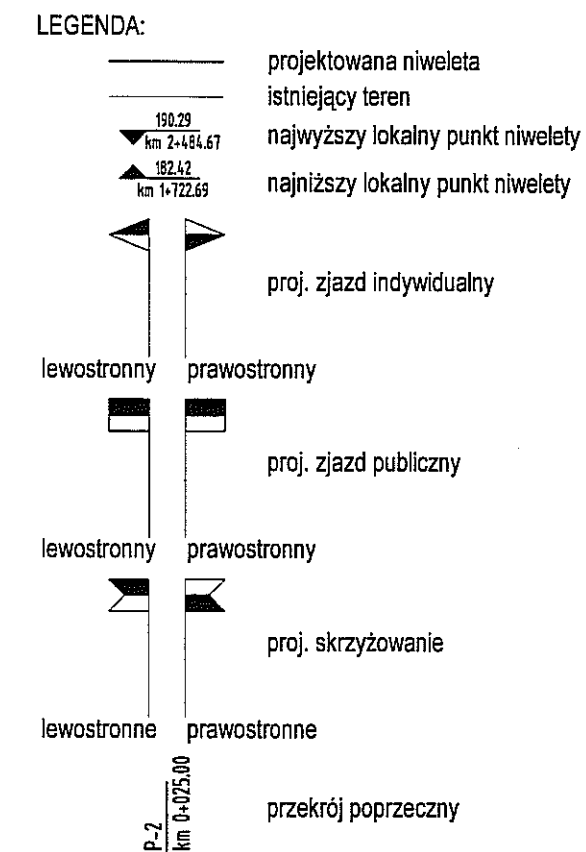 LEGENDA:
projektowana niweleta
istniejący teren
190.29
km 2+484.67
najwyższy lokalny punkt niwelety
182.42
km 1+722.69
najniższy lokalny punkt niwelety
proj. zjazd indywidualny
lewostronny prawostronny
proj. zjazd publiczny
lewostronny prawostronny
proj. skrzyżowanie
lewostronne prawostronne
P-2
km 0+025.00
przekrój poprzeczny